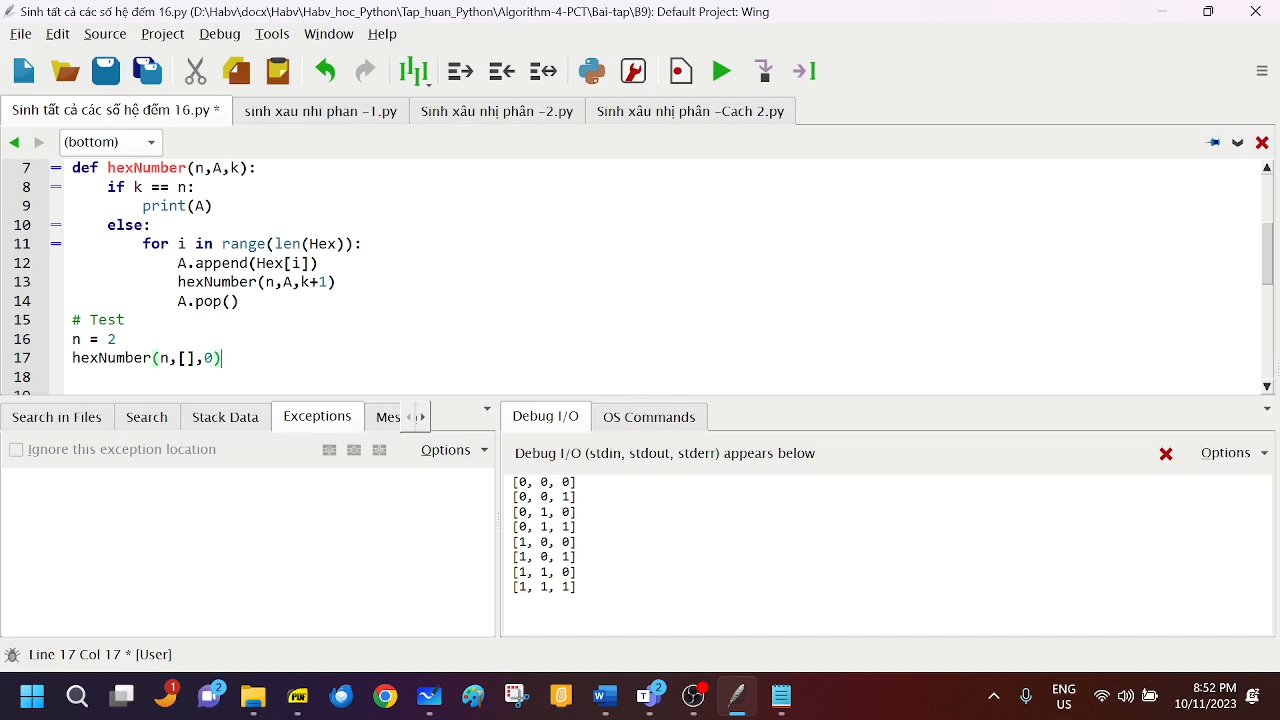 Sinh tất cả các số hệ đếm 16.py (D:\Habv\docx\Habv\Habv_hoc_Python\Tap_huan_Python\Algorithm-4-PCT\Bai-tap\B9): Default Project: Wing
File Edit Source Project Debug Tools Window Help
Sinh tất cả các số hệ đếm 16.py * sinh xau nhi phan -1.py Sinh xâu nhị phân -2.py Sinh xâu nhị phân -Cach 2.py
(bottom)
7 def hexNumber(n,A,k):
8 if k == n:
9 print(A)
10 else:
11 for i in range(len(Hex)):
12 A.append(Hex[i])
13 hexNumber(n,A,k+1)
14 A.pop()
15 # Test
16 n = 2
17 hexNumber(n,[],0)
18
Search in Files Search Stack Data Exceptions Mes
Ignore this exception location Options
Debug I/O OS Commands
Debug I/O (stdin, stdout, stderr) appears below Options
[0, 0, 0]
[0, 0, 1]
[0, 1, 0]
[0, 1, 1]
[1, 0, 0]
[1, 0, 1]
[1, 1, 0]
[1, 1, 1]
Line 17 Col 17 * [User]
1 2 PDF 2
ENG
US
8:52 PM
10/11/2023